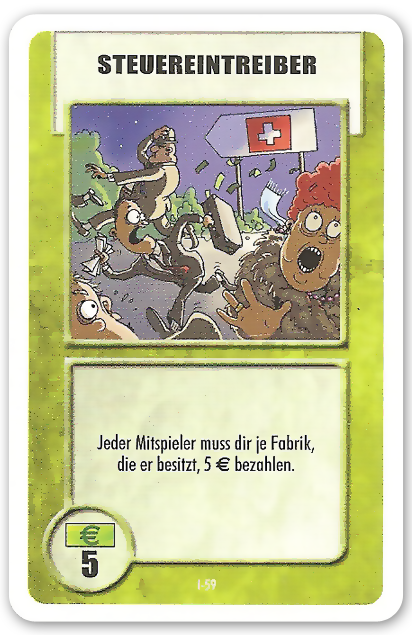 STEUEREINTREIBER
Jeder Mitspieler muss dir je Fabrik,
die er besitzt, 5 € bezahlen.
€
5
I-59